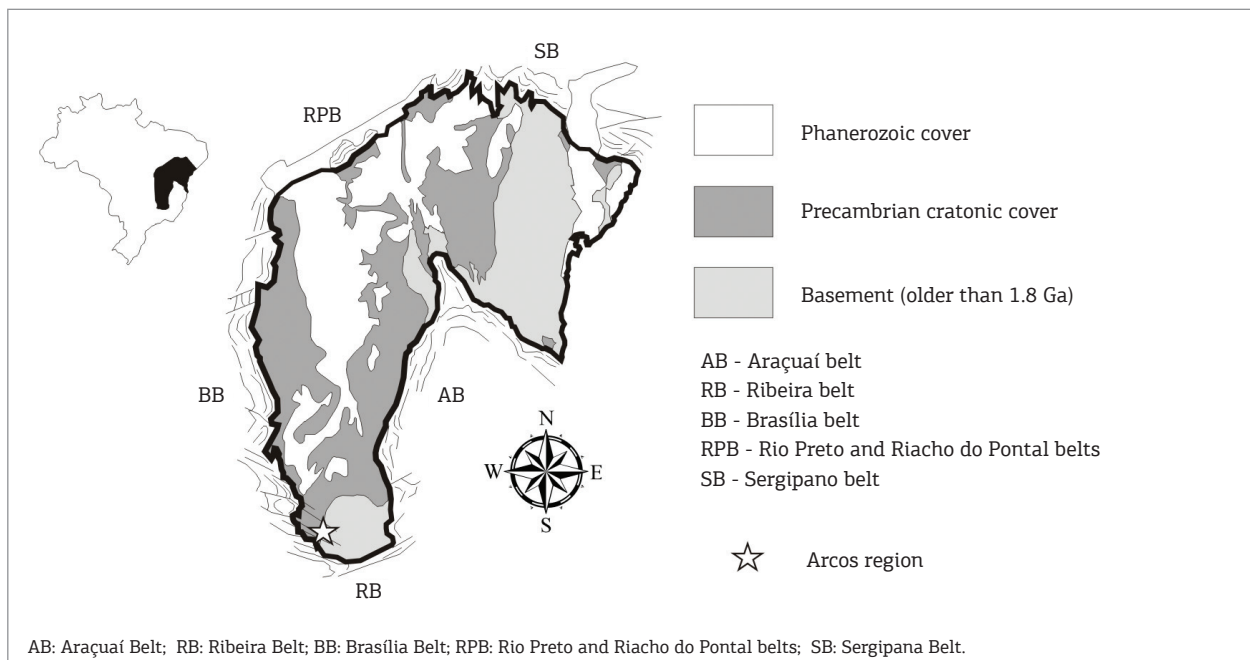 SB
RPB
BB
AB
RB
N
W
E
S
Phanerozoic cover
Precambrian cratonic cover
Basement (older than 1.8 Ga)
AB - Araçuaí belt
RB - Ribeira belt
BB - Brasília belt
RPB - Rio Preto and Riacho do Pontal belts
SB - Sergipano belt
Arcos region
AB: Araçuaí Belt; RB: Ribeira Belt; BB: Brasília Belt; RPB: Rio Preto and Riacho do Pontal belts; SB: Sergipana Belt.